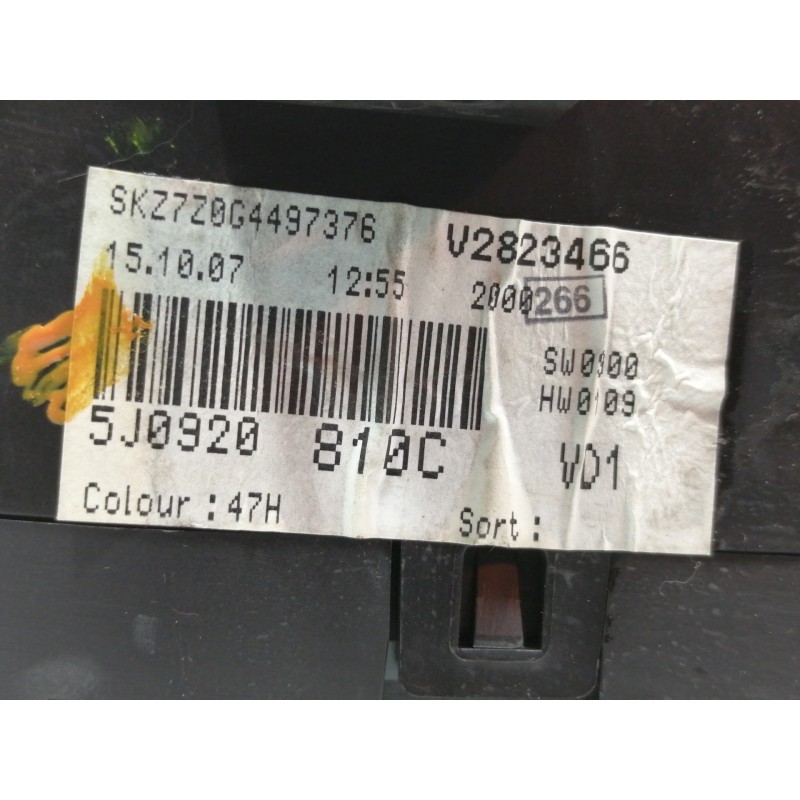 SKZ7Z0G4497376
V2823466
15.10.07 12:55
2000266
SW0300
HW0109
5J0920 810C
VD1
Colour : 47H
Sort :